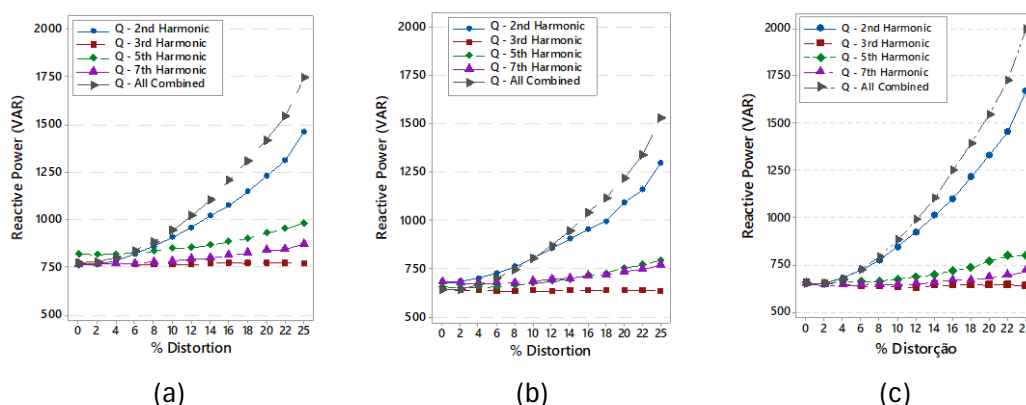 Q - 2nd Harmonic
Q - 3rd Harmonic
Q - 5th Harmonic
Q - 7th Harmonic
Q - All Combined
Reactive Power (VAR)
2000
1750
1500
1250
1000
750
500
0 2 4 6 8 10 12 14 16 18 20 22 25
% Distortion
(a)
Q - 2nd Harmonic
Q - 3rd Harmonic
Q - 5th Harmonic
Q - 7th Harmonic
Q - All Combined
Reactive Power (VAR)
2000
1750
1500
1250
1000
750
500
0 2 4 6 8 10 12 14 16 18 20 22 25
% Distortion
(b)
Q - 2nd Harmonic
Q - 3rd Harmonic
Q - 5th Harmonic
Q - 7th Harmonic
Q - All Combined
Reactive Power (VAR)
2000
1750
1500
1250
1000
750
500
0 2 4 6 8 10 12 14 16 18 20 22 25
% Distorção
(c)